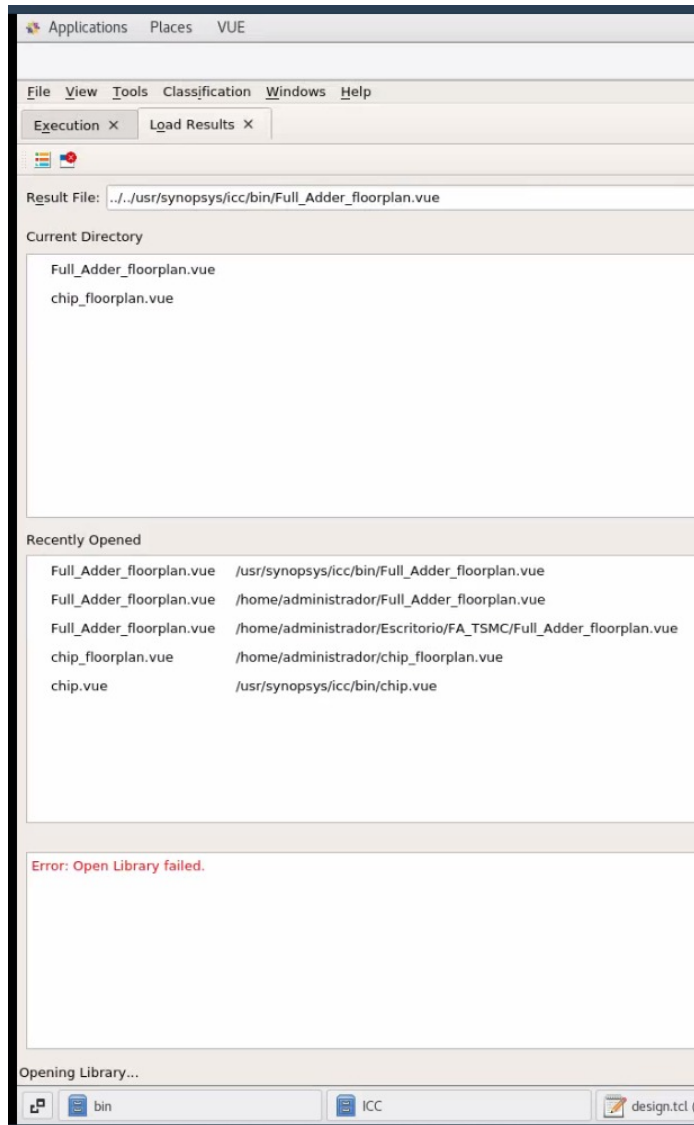 Applications Places VUE
File View Tools Classification Windows Help
Execution × Load Results ×
Result File: ../../usr/synopsys/icc/bin/Full_Adder_floorplan.vue
Current Directory
Full_Adder_floorplan.vue
chip_floorplan.vue
Recently Opened
Full_Adder_floorplan.vue /usr/synopsys/icc/bin/Full_Adder_floorplan.vue
Full_Adder_floorplan.vue /home/administrador/Full_Adder_floorplan.vue
Full_Adder_floorplan.vue /home/administrador/Escritorio/FA_TSMC/Full_Adder_floorplan.vue
chip_floorplan.vue /home/administrador/chip_floorplan.vue
chip.vue /usr/synopsys/icc/bin/chip.vue
Error: Open Library failed.
Opening Library...
bin ICC design.tcl (